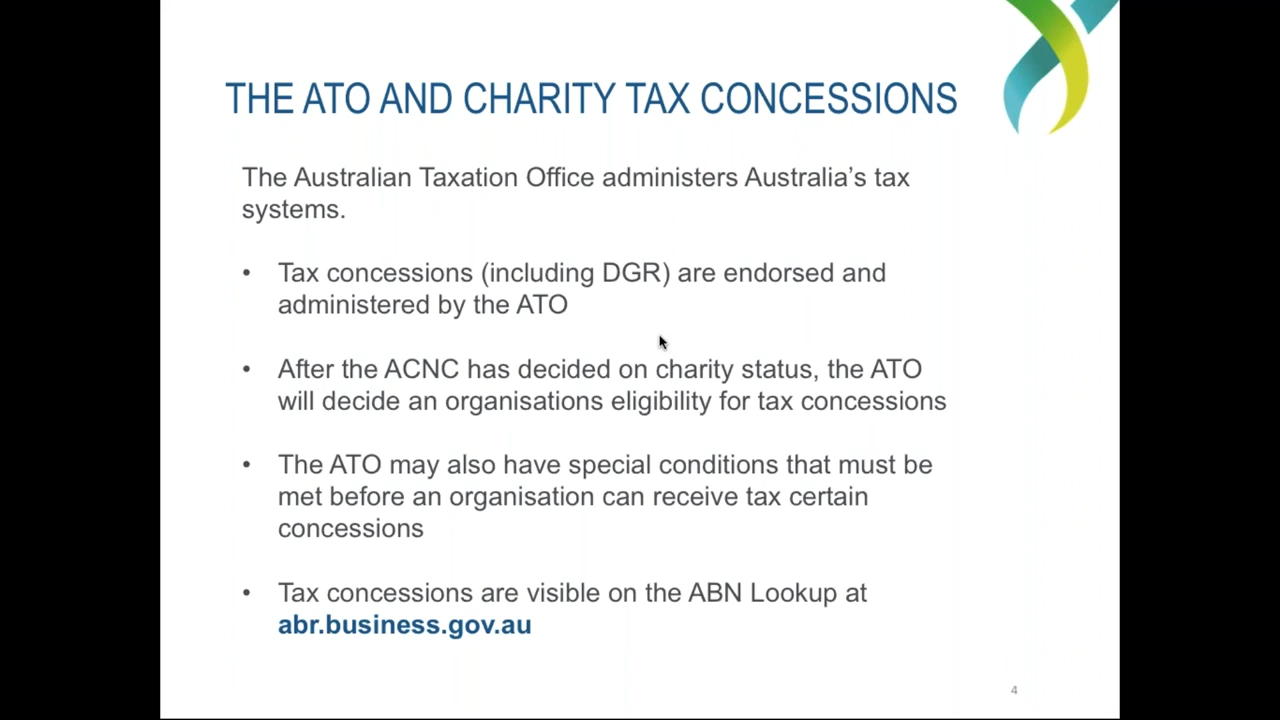 THE ATO AND CHARITY TAX CONCESSIONS
The Australian Taxation Office administers Australia’s tax
systems.
• Tax concessions (including DGR) are endorsed and
administered by the ATO
• After the ACNC has decided on charity status, the ATO
will decide an organisations eligibility for tax concessions
• The ATO may also have special conditions that must be
met before an organisation can receive tax certain
concessions
• Tax concessions are visible on the ABN Lookup at
abr.business.gov.au
4